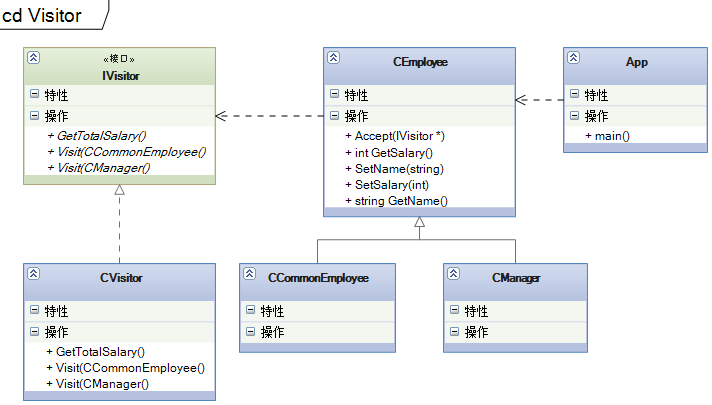 cd Visitor
«接口»
IVisitor
特性
操作
+ GetTotalSalary()
+ Visit(CCommonEmployee()
+ Visit(CManager()
CEmployee
特性
操作
+ Accept(IVisitor *)
+ int GetSalary()
+ SetName(string)
+ SetSalary(int)
+ string GetName()
App
特性
操作
+ main()
CVisitor
特性
操作
+ GetTotalSalary()
+ Visit(CCommonEmployee()
+ Visit(CManager()
CCommonEmployee
特性
操作
CManager
特性
操作